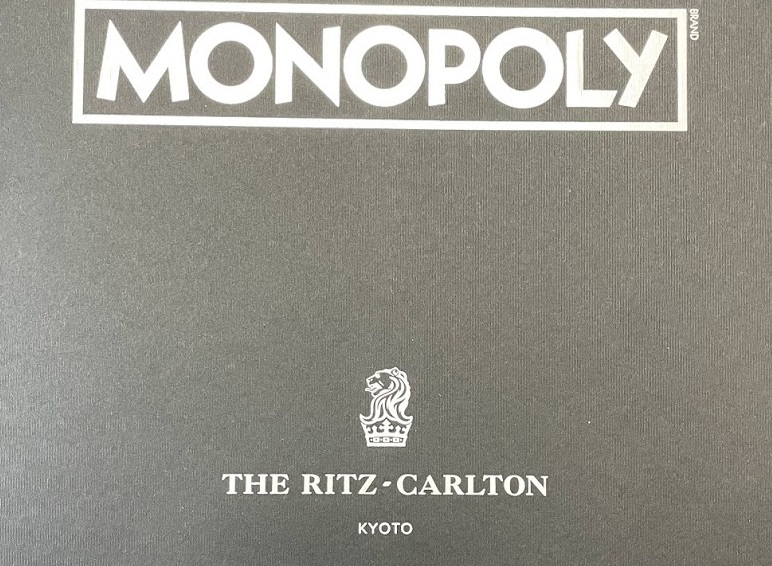 MONOPOLY
BRAND
THE RITZ-CARLTON
KYOTO